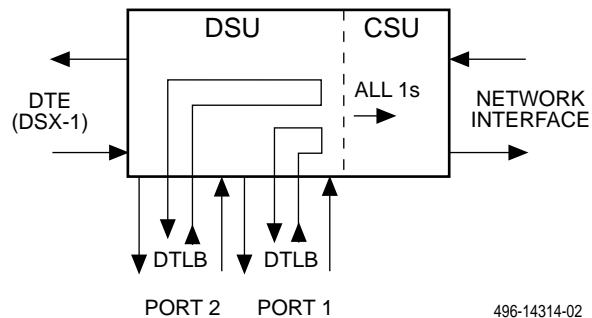 DSU
CSU
ALL 1s
DTE
(DSX-1)
NETWORK
INTERFACE
DTLB
DTLB
PORT 2
PORT 1
496-14314-02